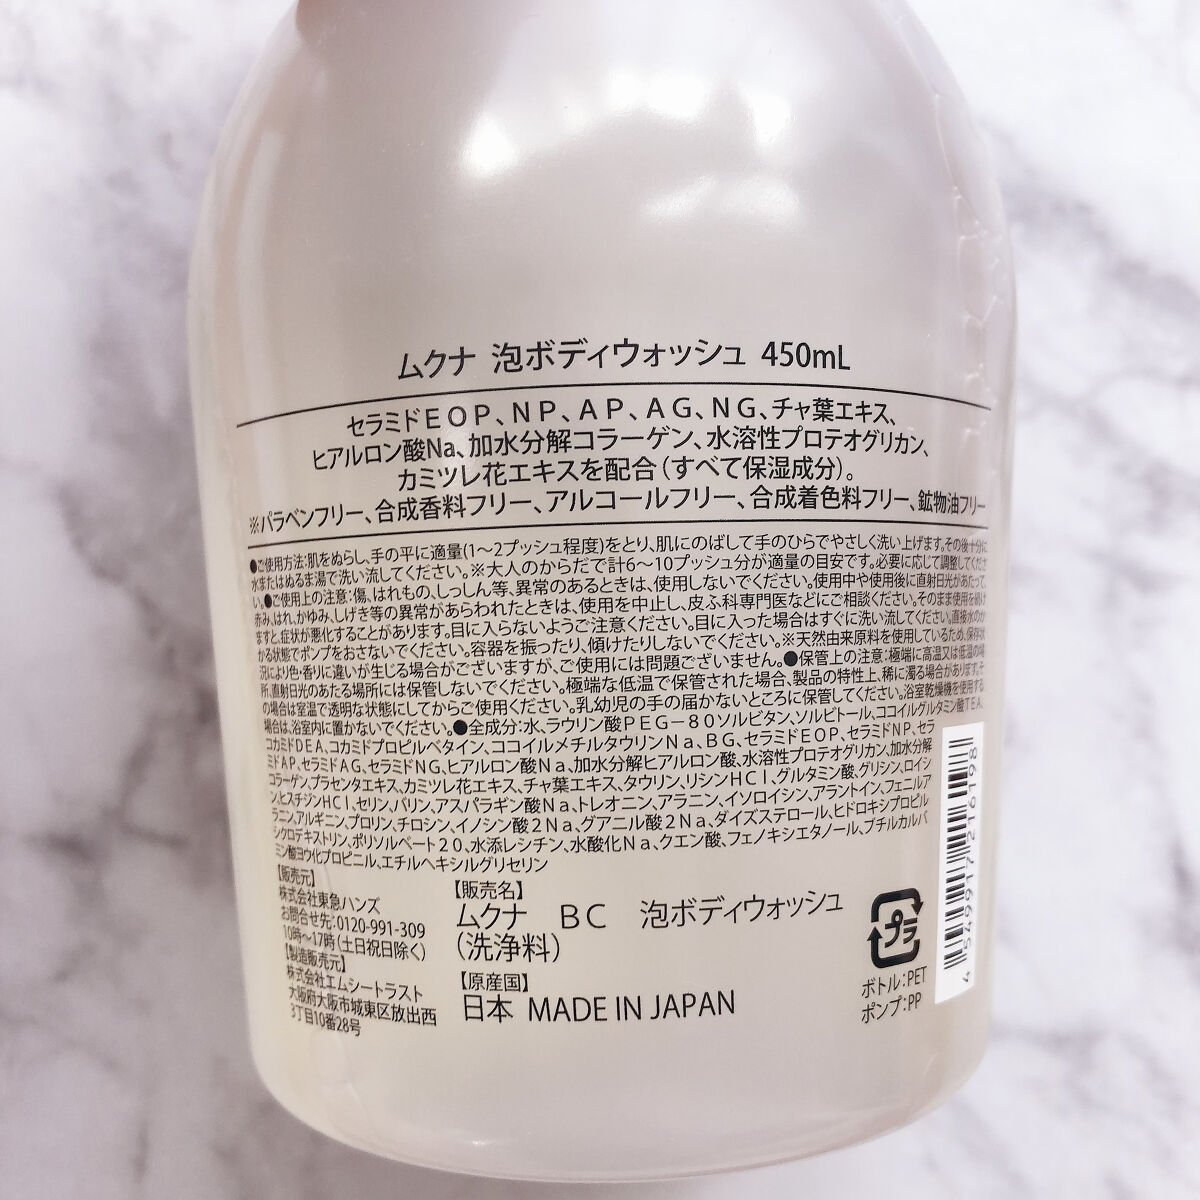 ムクナ 泡ボディウォッシュ 450mL
セラミドEOP、NP、AP、AG、NG、チャ葉エキス、
ヒアルロン酸Na、加水分解コラーゲン、水溶性プロテオグリカン、
カミツレ花エキスを配合(すべて保湿成分)。
※パラベンフリー、合成香料フリー、アルコールフリー、合成着色料フリー、鉱物油フリー
●ご使用方法:肌をぬらし、手の平に適量(1〜2プッシュ程度)をとり、肌にのばして手のひらでやさしく洗い上げます。その後十分に
水またはぬるま湯で洗い流してください。※大人のからだで計6〜10プッシュ分が適量の目安です。必要に応じて調整してくださ
い。●ご使用上の注意:傷、はれもの、しっしん等、異常のあるときは、使用しないでください。使用中や使用後に直射日光があたって、
赤み、はれ、かゆみ、しげき等の異常があらわれたときは、使用を中止し、皮ふ科専門医などにご相談ください。そのまま使用を続け
ますと、症状が悪化することがあります。目に入らないようご注意ください。目に入った場合はすぐに洗い流してください。直接水のか
かる状態でポンプをおさないでください。容器を振ったり、傾けたりしないでください。※天然由来原料を使用しているため、保存状
況により色・香りに違いが生じる場合がございますが、ご使用には問題ございません。●保管上の注意:極端に高温又は低温の場
所、直射日光のあたる場所には保管しないでください。極端な低温で保管された場合、製品の特性上、稀に濁る場合があります。そ
の場合は室温で透明な状態にしてからご使用ください。乳幼児の手の届かないところに保管してください。浴室乾燥機を使用する
場合は、浴室内に置かないでください。●全成分:水、ラウリン酸PEG-80ソルビタン、ソルビトール、ココイルグルタミン酸TEA、
コカミドDEA、コカミドプロピルベタイン、ココイルメチルタウリンNa、BG、セラミドEOP、セラミドNP、セラ
ミドAP、セラミドAG、セラミドNG、ヒアルロン酸Na、加水分解ヒアルロン酸、水溶性プロテオグリカン、加水分解
コラーゲン、プラセンタエキス、カミツレ花エキス、チャ葉エキス、タウリン、リシンHCl、グルタミン酸、グリシン、ロイシ
ン、ヒスチジンHCl、セリン、バリン、アスパラギン酸Na、トレオニン、アラニン、イソロイシン、アラントイン、フェニルア
ラニン、アルギニン、プロリン、チロシン、イノシン酸2Na、グアニル酸2Na、ダイズステロール、ヒドロキシプロピル
シクロデキストリン、ポリソルベート20、水添レシチン、水酸化Na、クエン酸、フェノキシエタノール、ブチルカルバ
ミン酸ヨウ化プロピニル、エチルヘキシルグリセリン
【販売元】
株式会社東急ハンズ
お問合せ先:0120-991-309
10時〜17時(土日祝日除く)
【製造販売元】
株式会社エムシートラスト
大阪府大阪市城東区放出西
3丁目10番28号
【販売名】
ムクナ BC 泡ボディウォッシュ
(洗浄料)
【原産国】
日本 MADE IN JAPAN
プラ
ボトル:PET
ポンプ:PP
4549917216198